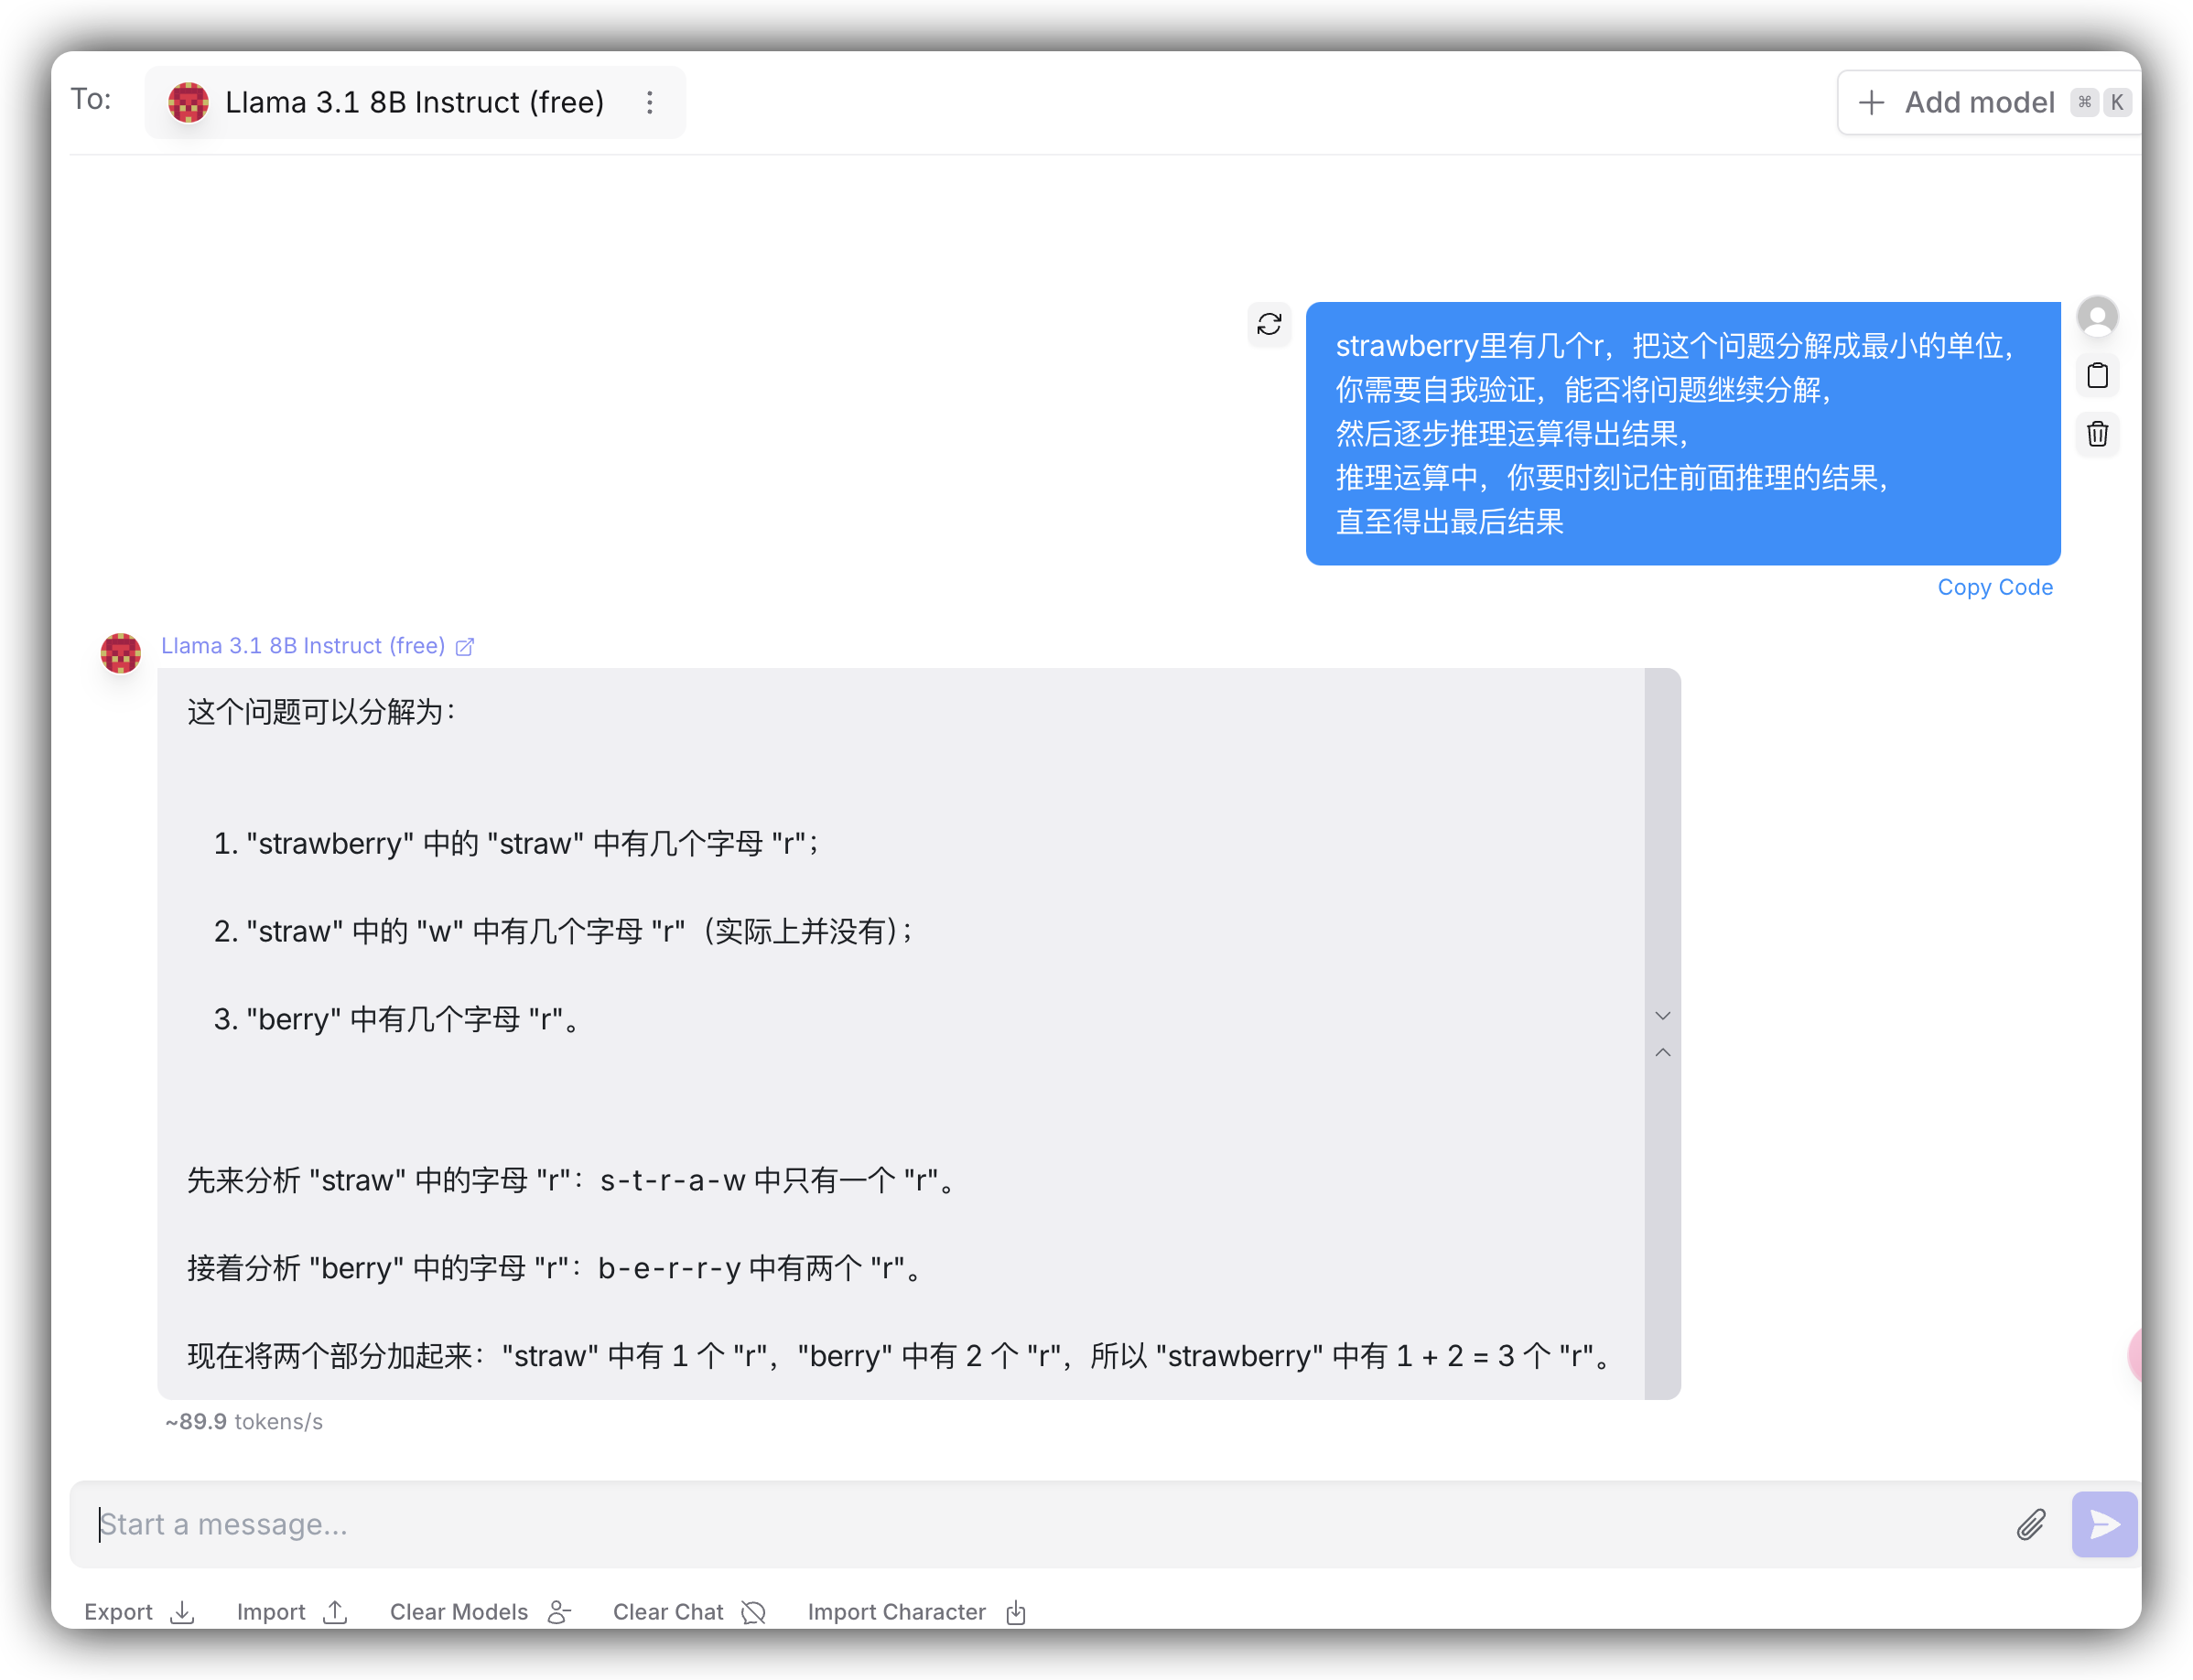 To:
Llama 3.1 8B Instruct (free)
Add model ⌘ K
strawberry里有几个r，把这个问题分解成最小的单位，
你需要自我验证，能否将问题继续分解，
然后逐步推理运算得出结果，
推理运算中，你要时刻记住前面推理的结果，
直至得出最后结果
Copy Code
Llama 3.1 8B Instruct (free)
这个问题可以分解为：
1. "strawberry" 中的 "straw" 中有几个字母 "r"；
2. "straw" 中的 "w" 中有几个字母 "r"（实际上并没有）；
3. "berry" 中有几个字母 "r"。
先来分析 "straw" 中的字母 "r"：s-t-r-a-w 中只有一个 "r"。
接着分析 "berry" 中的字母 "r"：b-e-r-r-y 中有两个 "r"。
现在将两个部分加起来："straw" 中有 1 个 "r"，"berry" 中有 2 个 "r"，所以 "strawberry" 中有 1 + 2 = 3 个 "r"。
~89.9 tokens/s
Start a message...
Export
Import
Clear Models
Clear Chat
Import Character